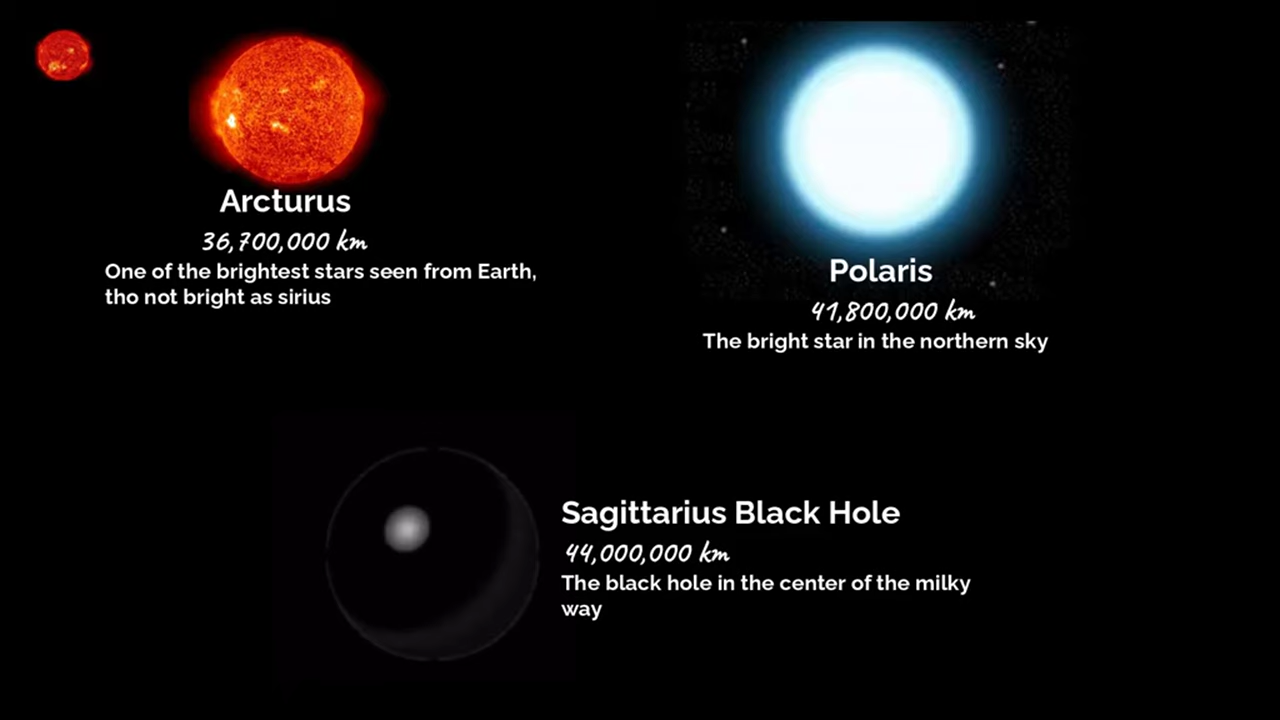 Arcturus
36,700,000 km
One of the brightest stars seen from Earth,
tho not bright as sirius
Polaris
41,800,000 km
The bright star in the northern sky
Sagittarius Black Hole
44,000,000 km
The black hole in the center of the milky
way